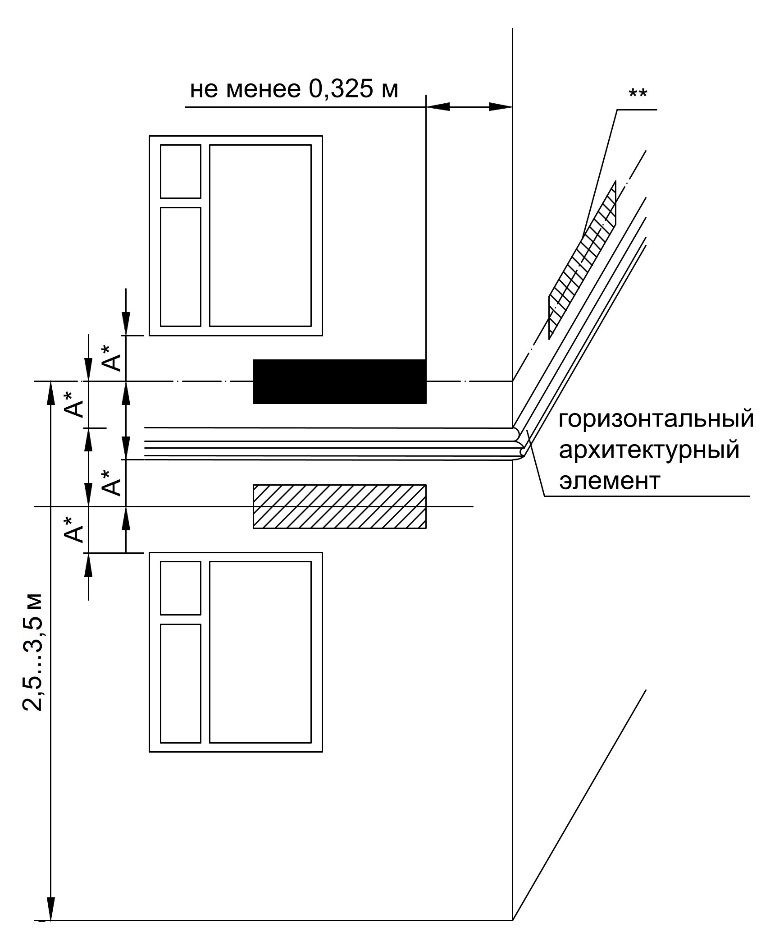 не менее 0,325 м
**
А*
А*
горизонтальный
архитектурный
элемент
А*
А*
2,5...3,5 м